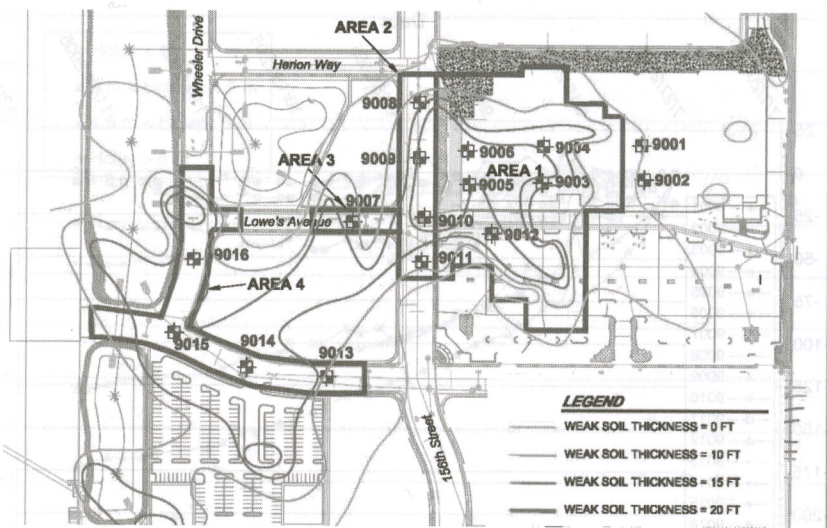 AREA 2
Wheeler Drive
Herion Way
9008
9009
9006
9004
9001
AREA 1
AREA 3
9005
9003
9002
9007
Lowe's Avenue
9010
9012
9016
9011
AREA 4
9015
9014
9013
156th Street
LEGEND
WEAK SOIL THICKNESS = 0 FT
WEAK SOIL THICKNESS = 10 FT
WEAK SOIL THICKNESS = 15 FT
WEAK SOIL THICKNESS = 20 FT